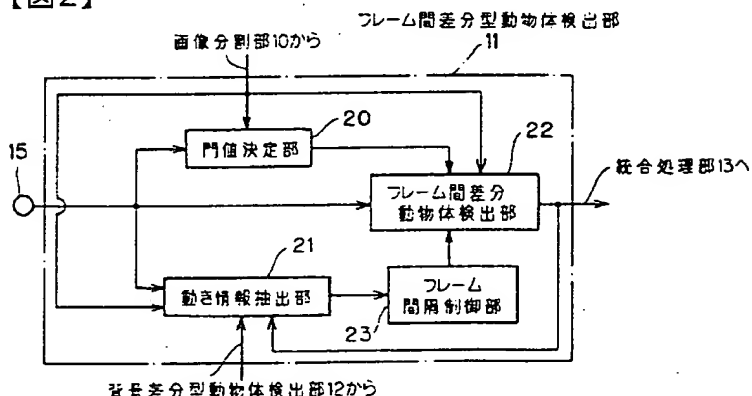 【図2】
フレーム間差分型動物体検出部
11
画像分割部10から
20
22
15
門値決定部
統合処理部13へ
フレーム間差分
動物体検出部
21
動き情報抽出部
フレーム
間隔制御部
23
背景差分型動物体検出部12から